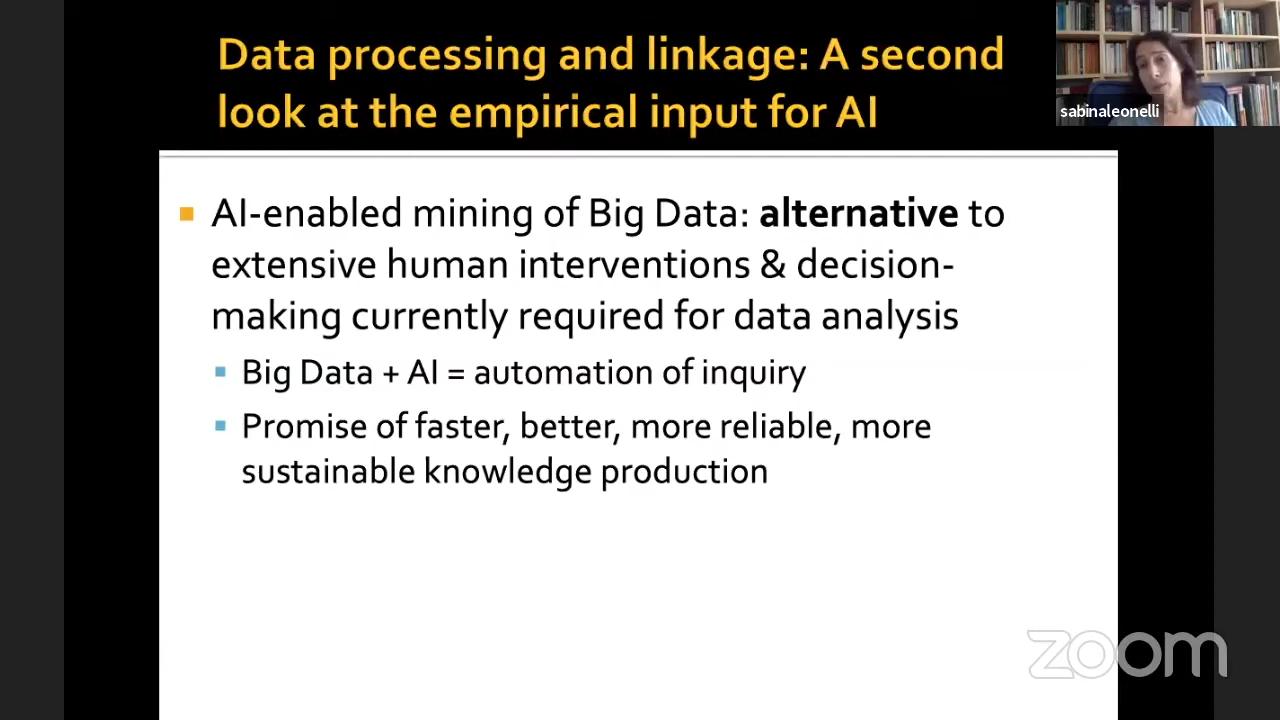 Data processing and linkage: A second
look at the empirical input for AI
sabinaleonelli
AI-enabled mining of Big Data: alternative to
extensive human interventions & decision-
making currently required for data analysis
Big Data + AI = automation of inquiry
Promise of faster, better, more reliable, more
sustainable knowledge production
zoom